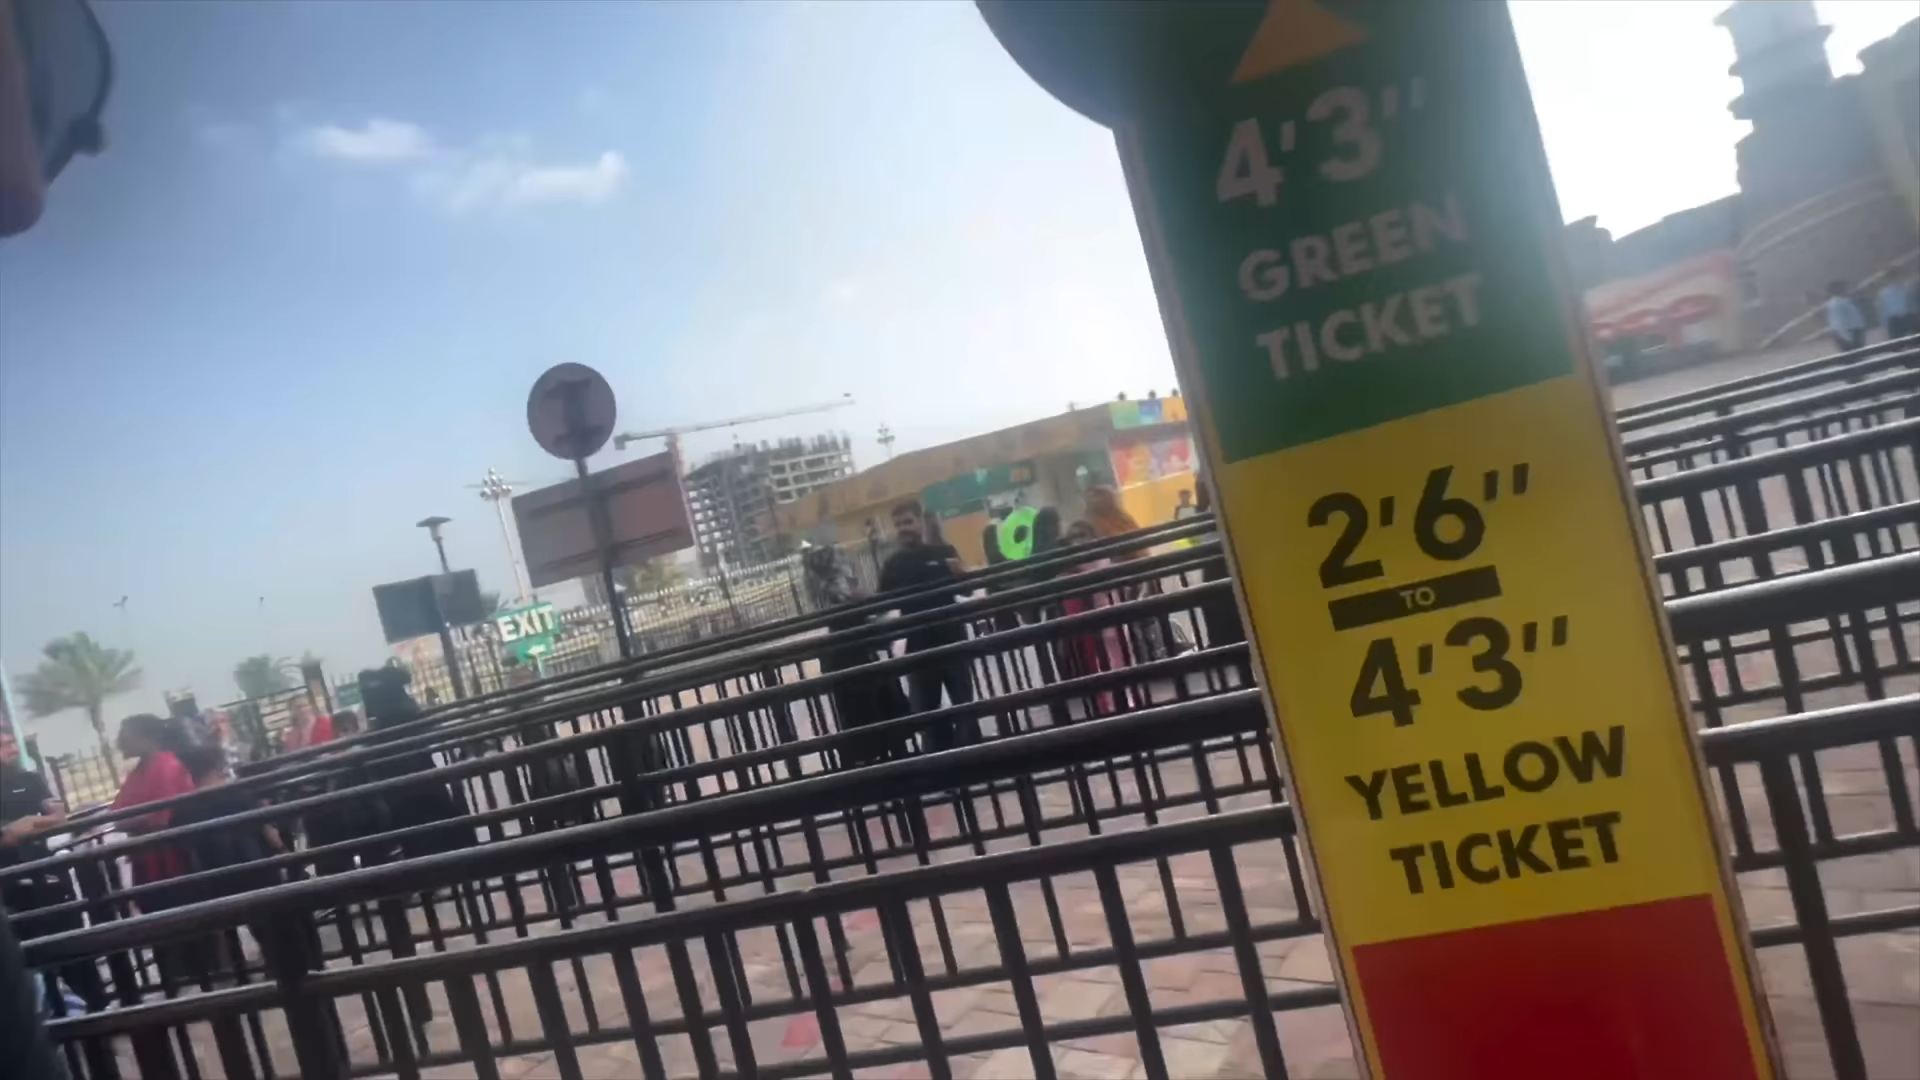 4'3"
GREEN
TICKET
2'6"
TO
4'3"
YELLOW
TICKET
EXIT